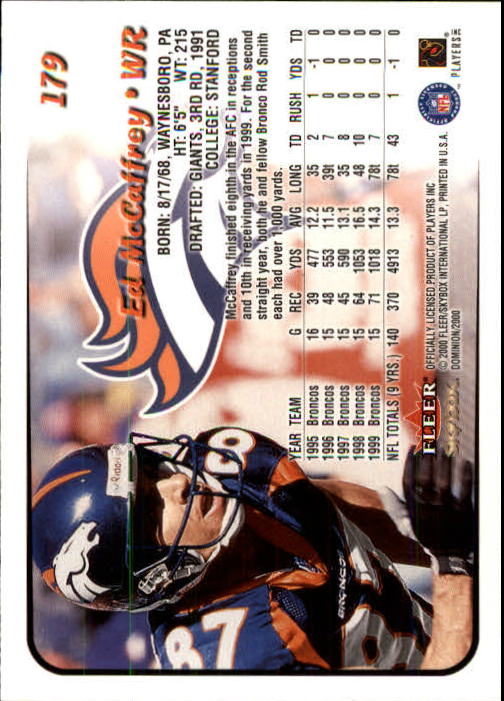 179
Ed McCaffrey • WR
BORN: 8/17/68, WAYNESBORO, PA
HT: 6'5" WT: 215
DRAFTED: GIANTS, 3RD RD., 1991
COLLEGE: STANFORD
McCaffrey finished eighth in the AFC in receptions
and 10th in receiving yards in 1999. For the second
straight year, both he and fellow Bronco Rod Smith
each had over 1,000 yards.
YEAR TEAM G REC YDS AVG LONG TD RUSH YDS TD
1995 Broncos 16 39 477 12.2 35 2 1 -1 0
1996 Broncos 15 48 553 11.5 39t 7 0 0 0
1997 Broncos 15 45 590 13.1 35 8 0 0 0
1998 Broncos 15 64 1053 16.5 48 10 0 0 0
1999 Broncos 15 71 1018 14.3 78t 7 0 0 0
NFL TOTALS (9 YRS.) 140 370 4913 13.3 78t 43 1 -1 0
FLEER
SKYBOX
OFFICIALLY LICENSED PRODUCT OF PLAYERS INC
© 2000 FLEER/SKYBOX INTERNATIONAL LP, PRINTED IN U.S.A.
DOMINION/2000
NFL
PLAYERS INC
Riddell
87
BRONCOS